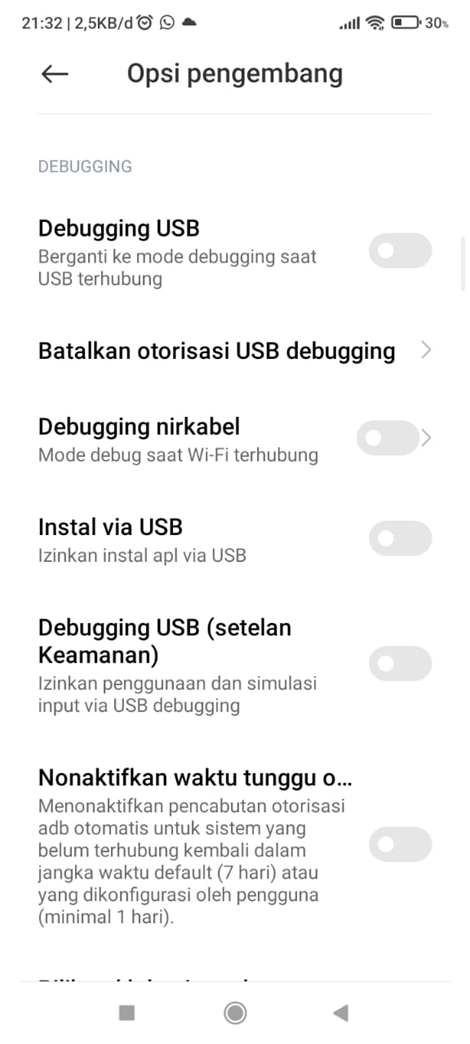 21:32 | 2,5KB/d
30%
Opsi pengembang
DEBUGGING
Debugging USB
Berganti ke mode debugging saat
USB terhubung
Batalkan otorisasi USB debugging
Debugging nirkabel
Mode debug saat Wi-Fi terhubung
Instal via USB
Izinkan instal apl via USB
Debugging USB (setelan
Keamanan)
Izinkan penggunaan dan simulasi
input via USB debugging
Nonaktifkan waktu tunggu o...
Menonaktifkan pencabutan otorisasi
adb otomatis untuk sistem yang
belum terhubung kembali dalam
jangka waktu default (7 hari) atau
yang dikonfigurasi oleh pengguna
(minimal 1 hari).